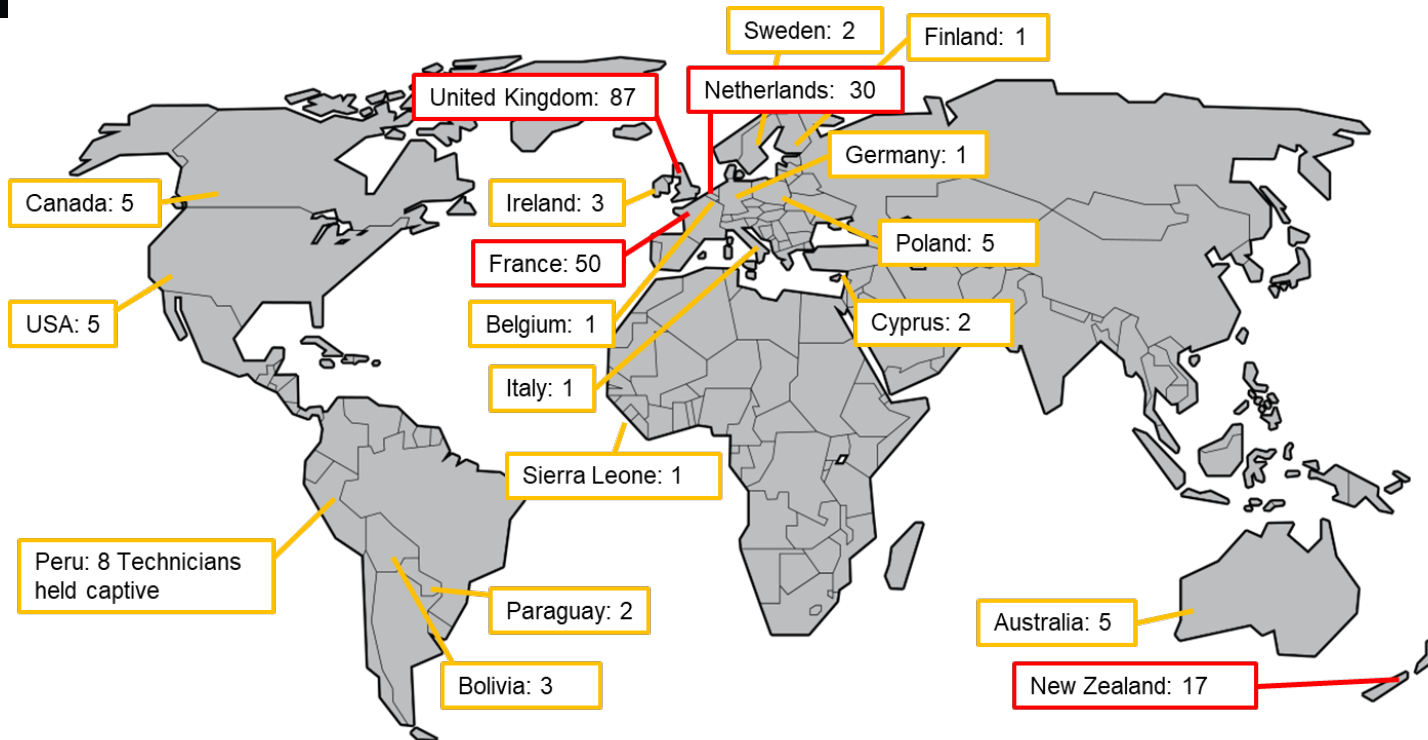 Sweden: 2
Finland: 1
United Kingdom: 87
Netherlands: 30
Germany: 1
Canada: 5
Ireland: 3
Poland: 5
France: 50
USA: 5
Belgium: 1
Cyprus: 2
Italy: 1
Sierra Leone: 1
Peru: 8 Technicians
held captive
Paraguay: 2
Australia: 5
Bolivia: 3
New Zealand: 17